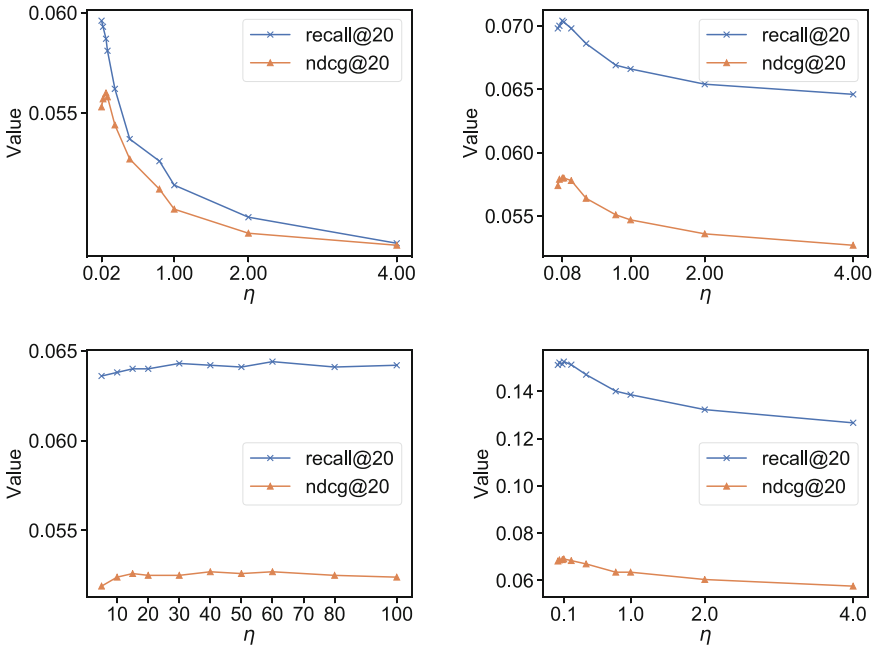 0.060
0.055
Value
recall@20
ndcg@20
0.02 1.00 2.00 4.00
η
0.070
0.065
0.060
0.055
Value
recall@20
ndcg@20
0.08 1.00 2.00 4.00
η
0.065
0.060
0.055
Value
recall@20
ndcg@20
10 20 30 40 50 60 70 80 100
η
0.14
0.12
0.10
0.08
0.06
Value
recall@20
ndcg@20
0.1 1.0 2.0 4.0
η